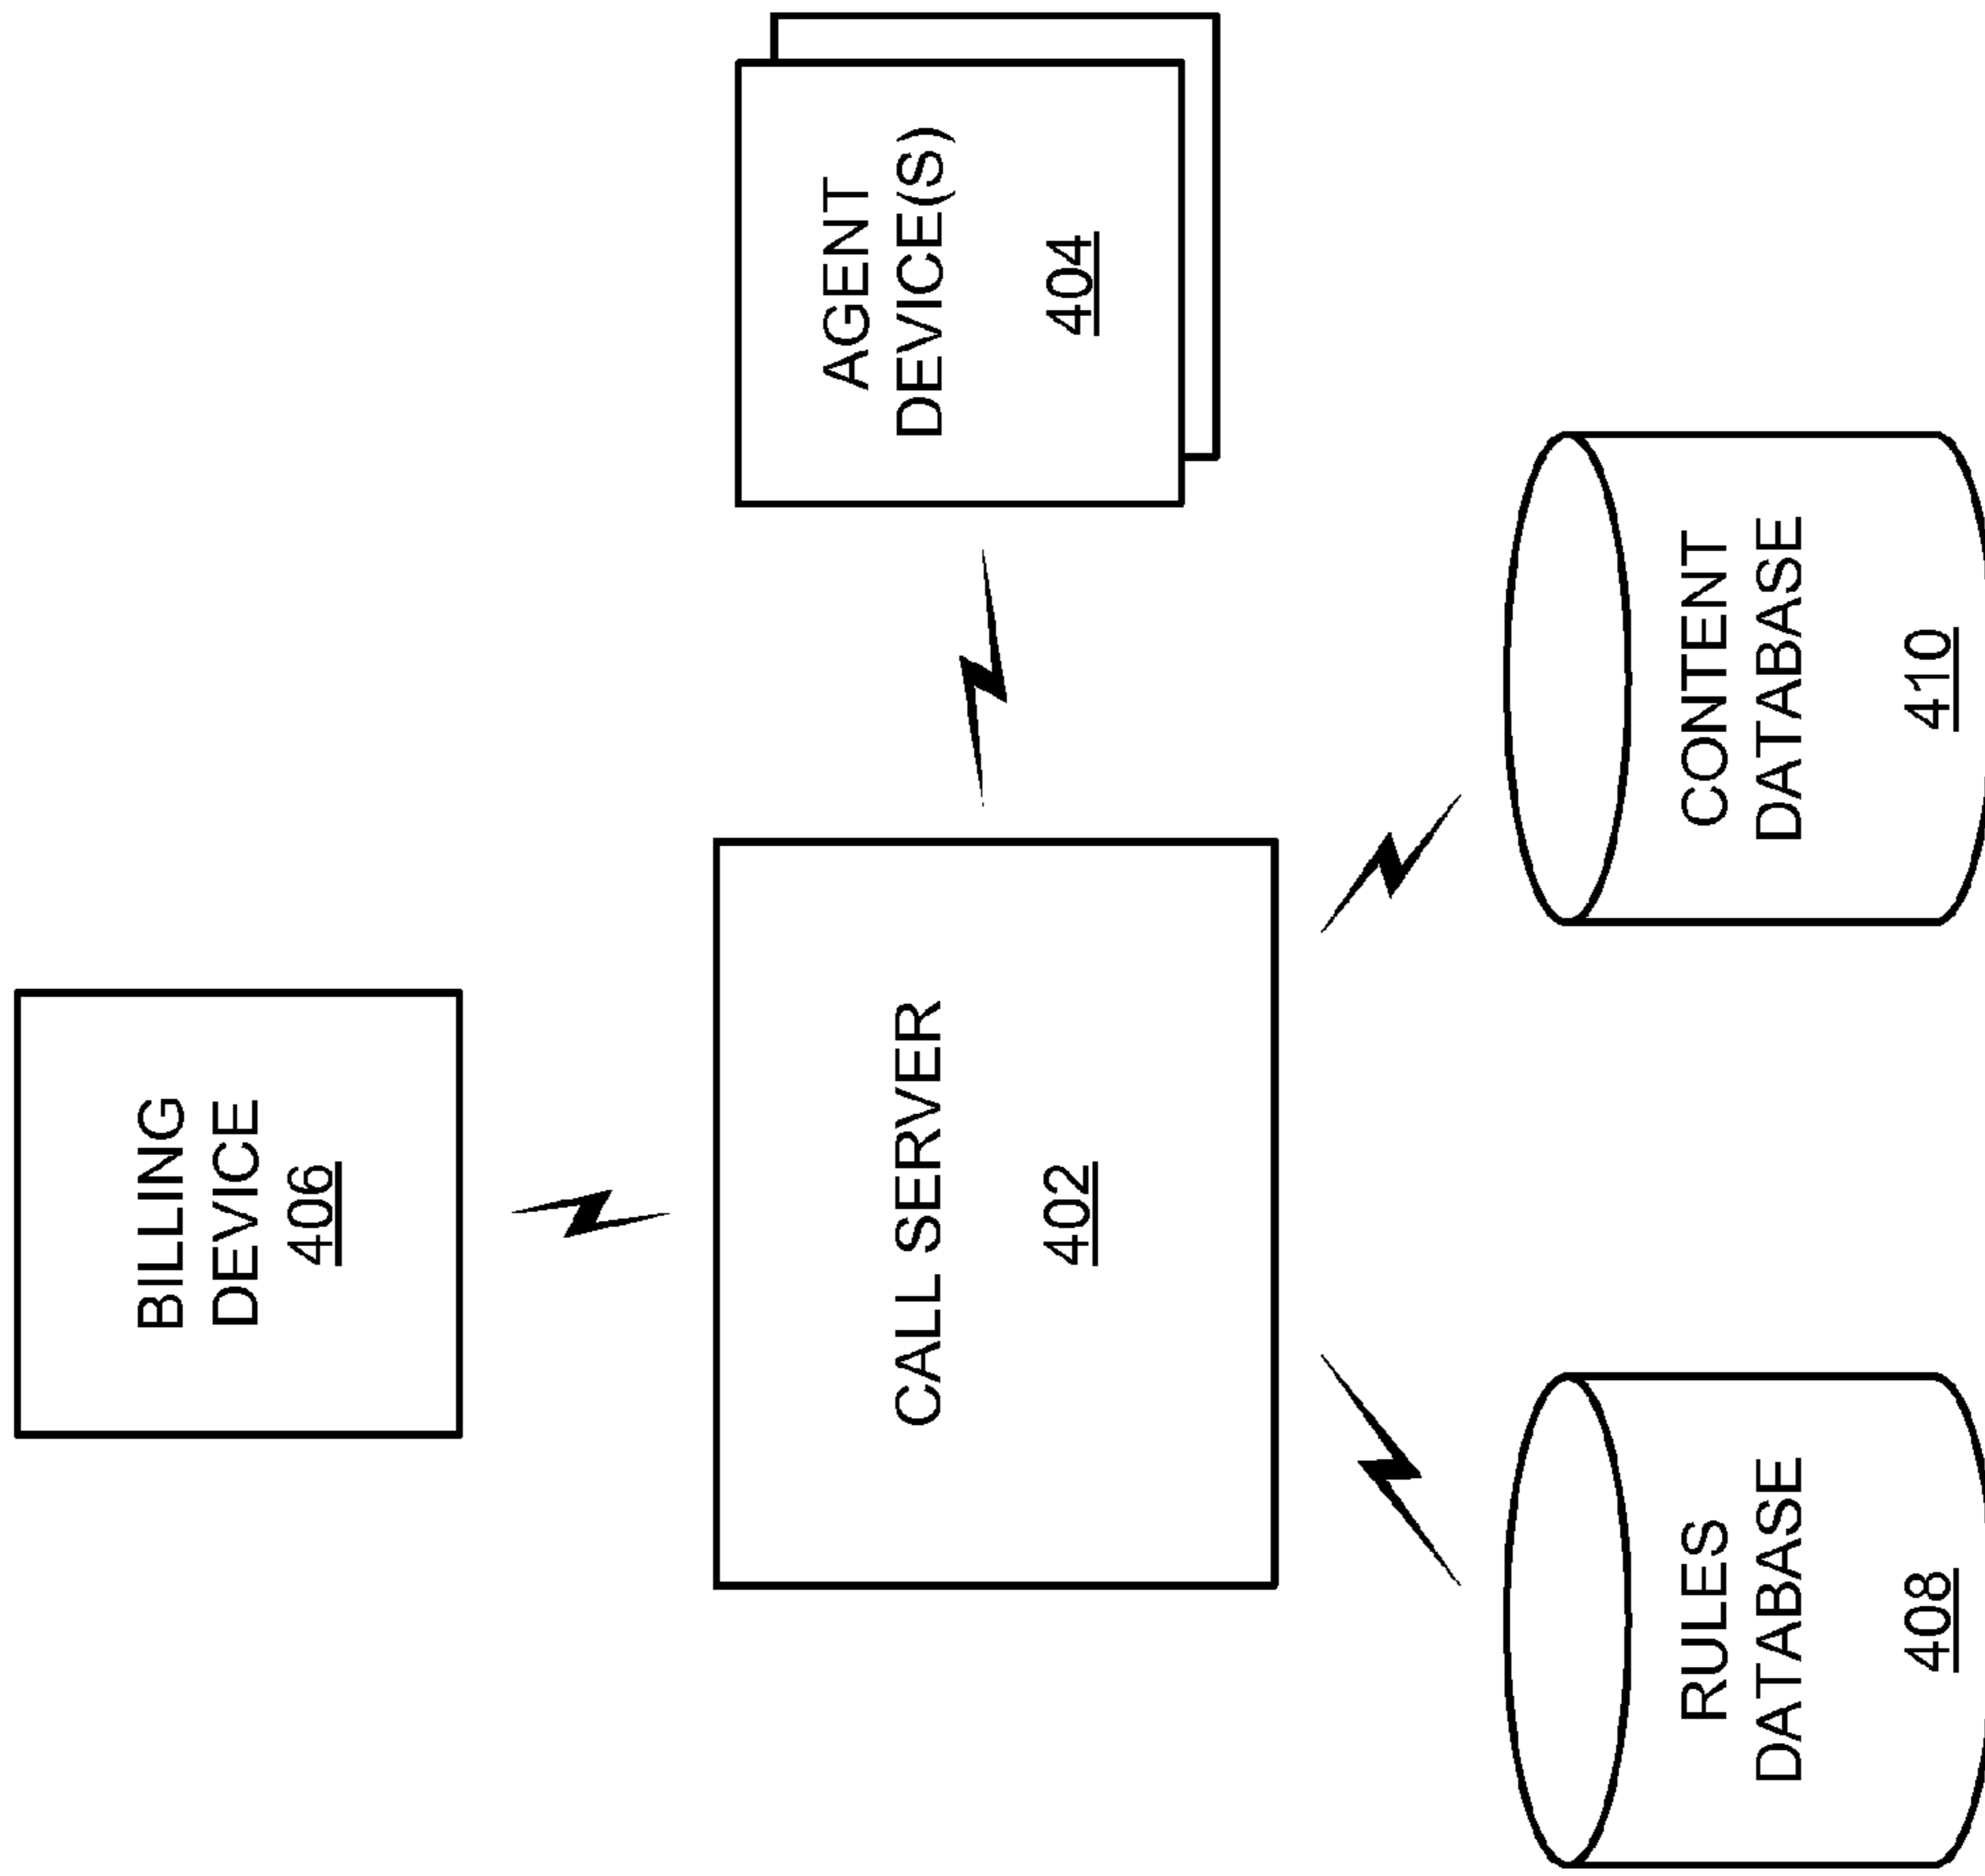 BILLING
DEVICE
406
CALL SERVER
402
AGENT
DEVICE(S)
404
RULES
DATABASE
408
CONTENT
DATABASE
410